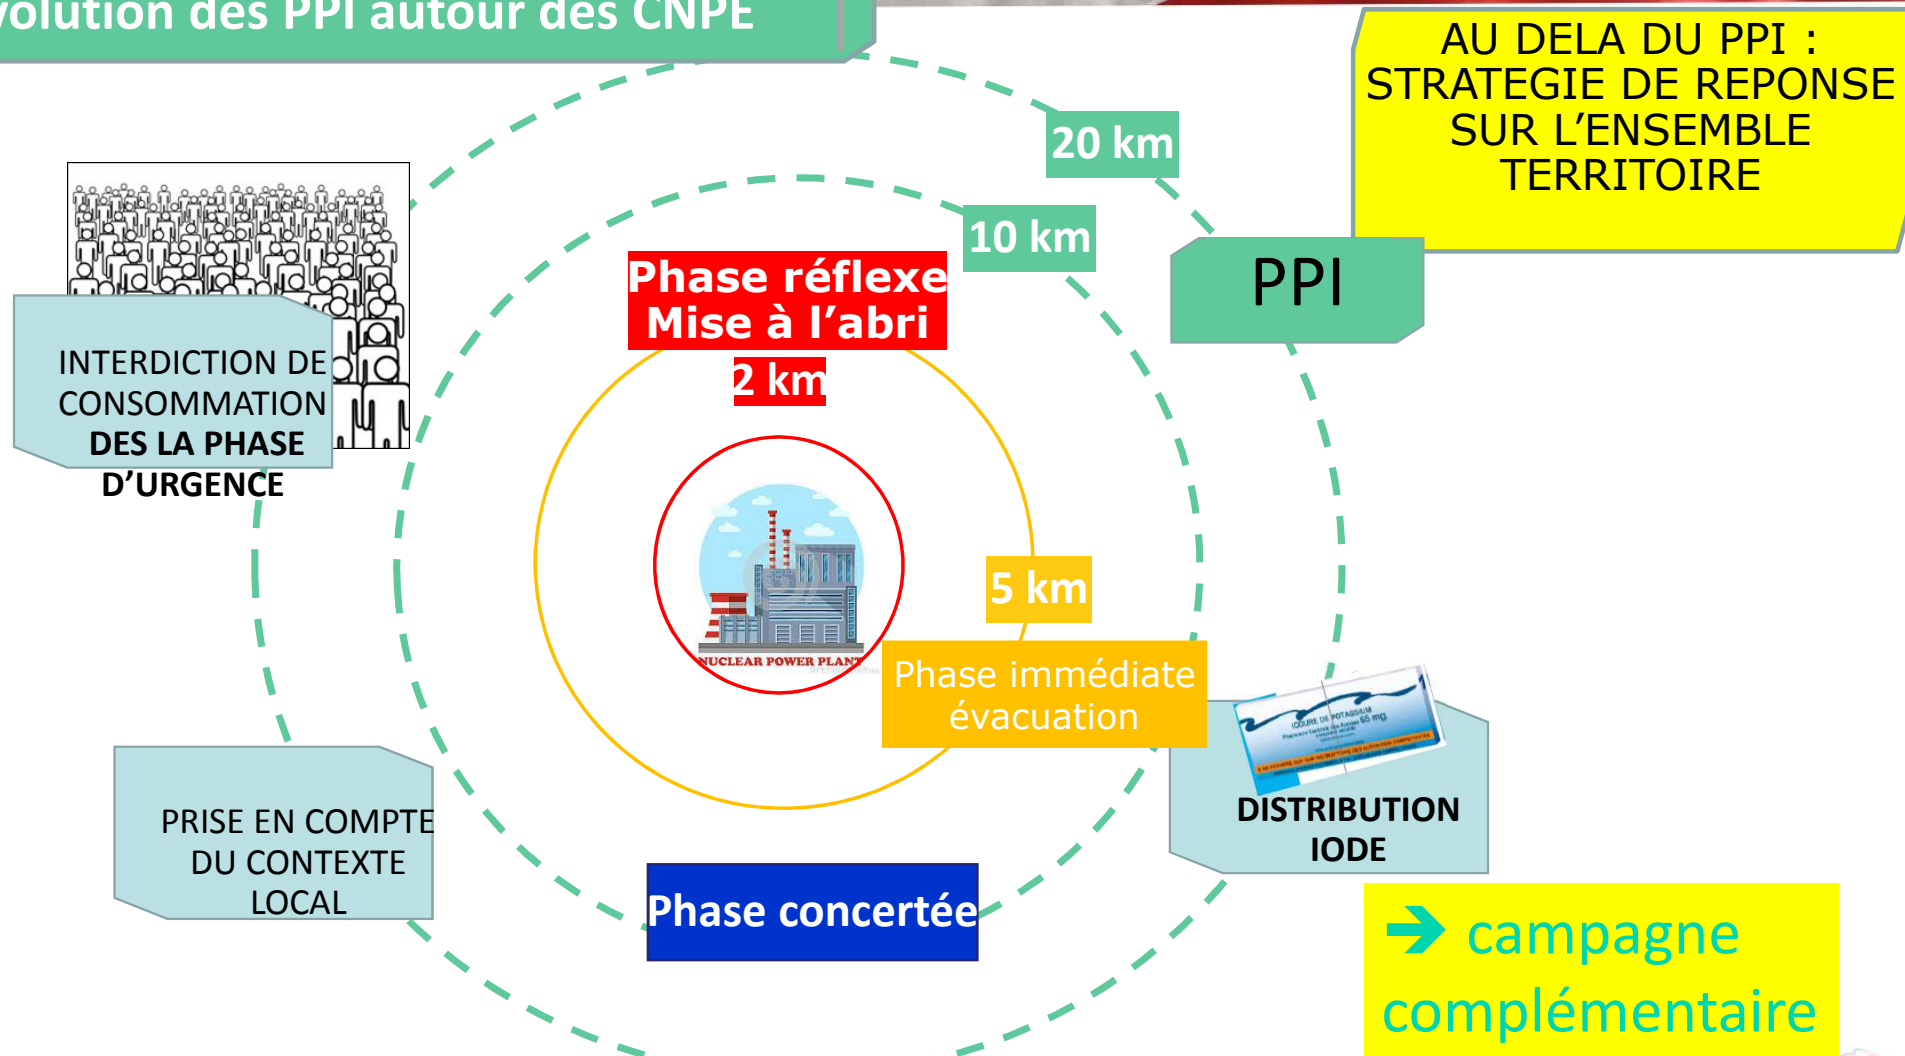 volution des PPI autour des CNPE
AU DELA DU PPI :
STRATEGIE DE REPONSE
SUR L’ENSEMBLE
TERRITOIRE
20 km
10 km
PPI
Phase réflexe
Mise à l’abri
2 km
INTERDICTION DE
CONSOMMATION
DES LA PHASE
D’URGENCE
5 km
NUCLEAR POWER PLANT
Phase immédiate
évacuation
IODURE DE POTASSIUM
65 mg
DISTRIBUTION
IODE
PRISE EN COMPTE
DU CONTEXTE
LOCAL
Phase concertée
➔ campagne
complémentaire